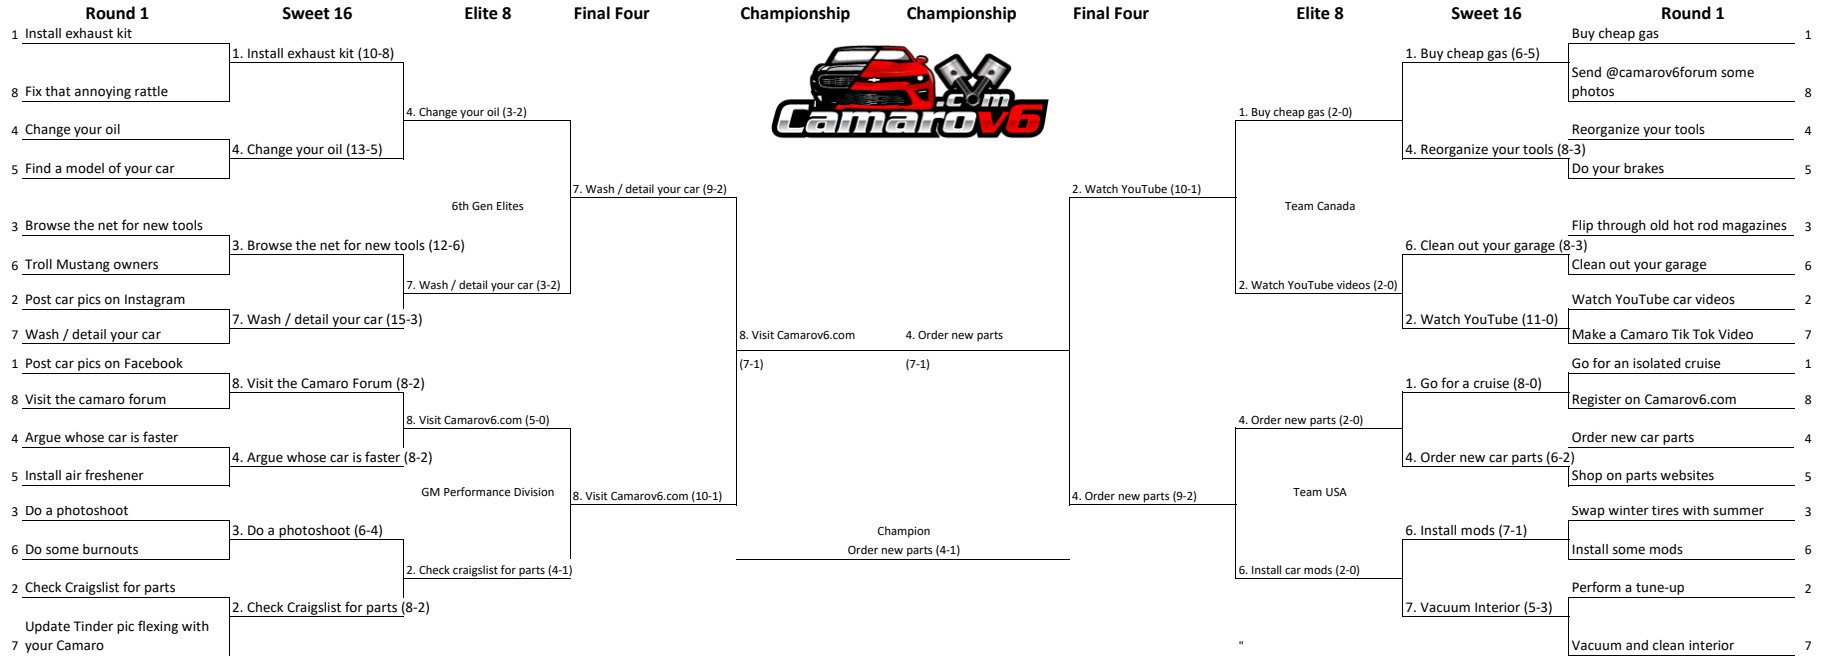 Round 1 Sweet 16 Elite 8 Final Four Championship Championship Final Four Elite 8 Sweet 16 Round 1
1 Install exhaust kit
1. Install exhaust kit (10-8)
8 Fix that annoying rattle
4. Change your oil (3-2)
4 Change your oil
4. Change your oil (13-5)
5 Find a model of your car
7. Wash / detail your car (9-2)
6th Gen Elites
3 Browse the net for new tools
3. Browse the net for new tools (12-6)
6 Troll Mustang owners
7. Wash / detail your car (3-2)
2 Post car pics on Instagram
7. Wash / detail your car (15-3)
7 Wash / detail your car
1 Post car pics on Facebook
8. Visit the Camaro Forum (8-2)
8 Visit the camaro forum
8. Visit Camarov6.com (5-0)
4 Argue whose car is faster
4. Argue whose car is faster (8-2)
5 Install air freshener
GM Performance Division
8. Visit Camarov6.com (10-1)
3 Do a photoshoot
3. Do a photoshoot (6-4)
6 Do some burnouts
2. Check craigslist for parts (4-1)
2 Check Craigslist for parts
2. Check Craigslist for parts (8-2)
Update Tinder pic flexing with
7 your Camaro
.com
Camarov6
8. Visit Camarov6.com
(7-1)
4. Order new parts
(7-1)
Champion
Order new parts (4-1)
Buy cheap gas 1
1. Buy cheap gas (6-5)
Send @camarov6forum some
photos 8
1. Buy cheap gas (2-0)
Reorganize your tools 4
4. Reorganize your tools (8-3)
Do your brakes 5
2. Watch YouTube (10-1)
Team Canada
Flip through old hot rod magazines 3
6. Clean out your garage (8-3)
Clean out your garage 6
2. Watch YouTube videos (2-0)
Watch YouTube car videos 2
2. Watch YouTube (11-0)
Make a Camaro Tik Tok Video 7
Go for an isolated cruise 1
1. Go for a cruise (8-0)
Register on Camarov6.com 8
4. Order new parts (2-0)
Order new car parts 4
4. Order new car parts (6-2)
Shop on parts websites 5
Team USA
4. Order new parts (9-2)
Swap winter tires with summer 3
6. Install mods (7-1)
Install some mods 6
6. Install car mods (2-0)
Perform a tune-up 2
7. Vacuum Interior (5-3)
"
Vacuum and clean interior 7